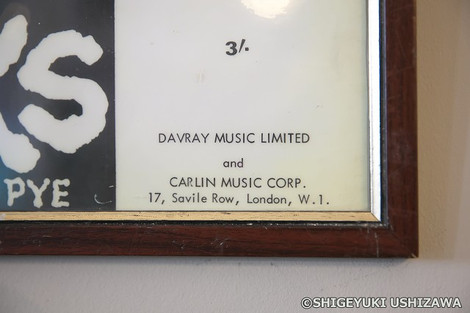 KS
PYE
3/-
DAVRAY MUSIC LIMITED
and
CARLIN MUSIC CORP.
17, Savile Row, London, W.1.
©SHIGEYUKI USHIZAWA